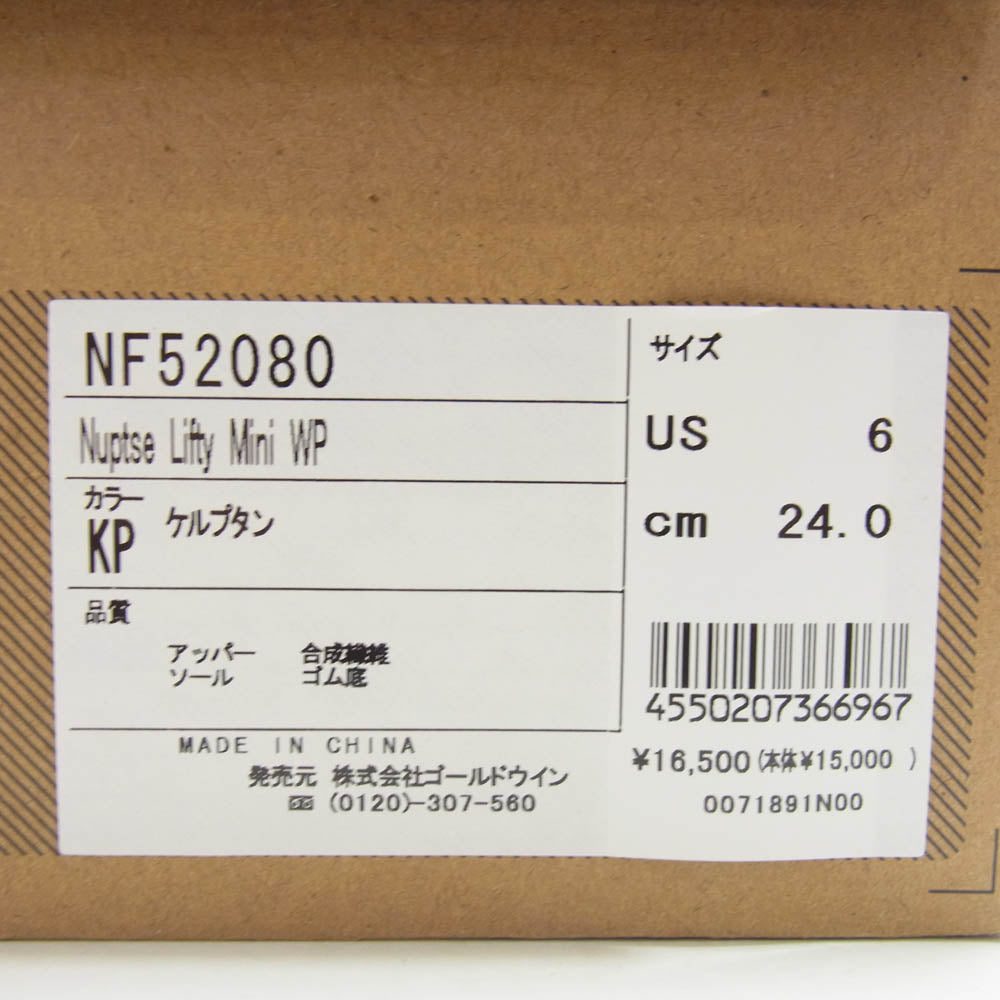 NF52080
Nuptse Lifty Mini WP
カラー
KP ケルプタン
品質
アッパー 合成繊維
ソール ゴム底
MADE IN CHINA
発売元 株式会社ゴールドウイン
(0120)-307-560
サイズ
US 6
cm 24.0
4550207366967
¥16,500(本体¥15,000 )
0071891N00